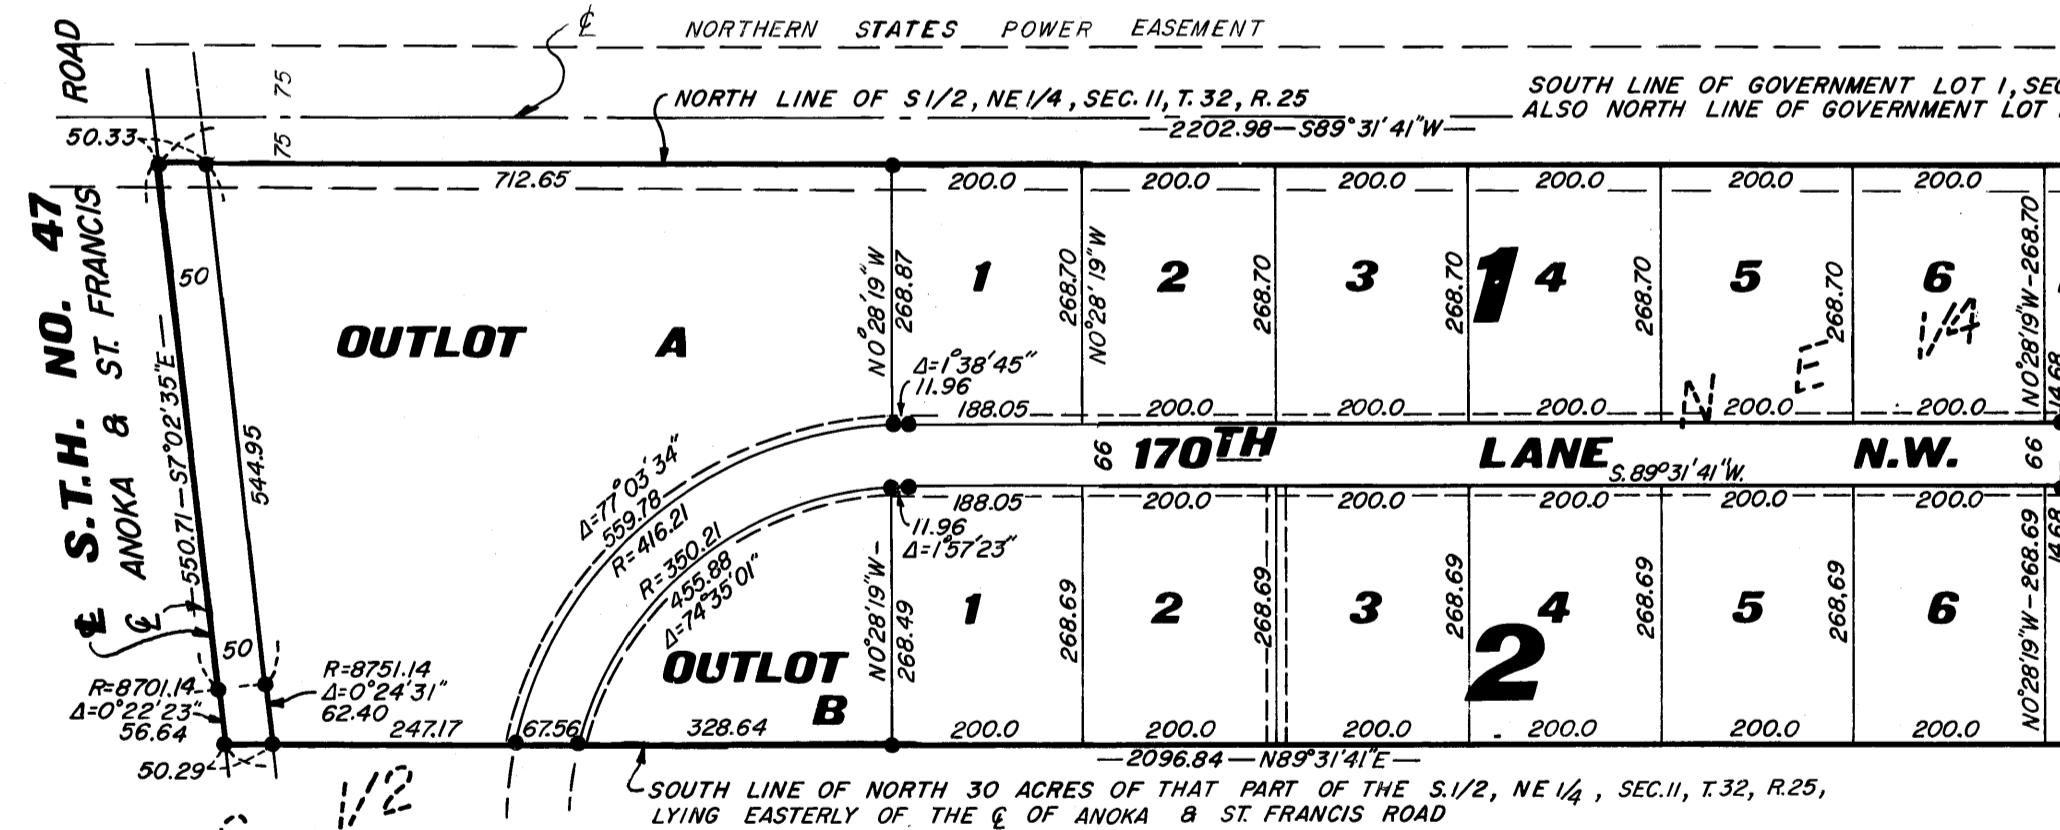 NORTHERN STATES POWER EASEMENT
℄
ROAD
75
75
NORTH LINE OF S 1/2, NE 1/4, SEC. 11, T. 32, R. 25
SOUTH LINE OF GOVERNMENT LOT 1, SEC
ALSO NORTH LINE OF GOVERNMENT LOT
2202.98—S89°31'41"W
50.33
712.65
200.0
200.0
200.0
200.0
200.0
200.0
℄ S.T.H. NO. 47
℄ ANOKA & ST. FRANCIS
50
550.71—S7°02'35"E
544.95
OUTLOT A
N0°28'19"W
268.87
1
268.70
N0°28'19"W
2
268.70
3
268.70
1
4
268.70
5
268.70
6
N0°28'19"W-268.70
N E 1/4
Δ=1°38'45"
11.96
188.05
200.0
200.0
200.0
200.0
200.0
14.68
66
170TH LANE N.W.
S.89°31'41"W.
66
Δ=77°03'34"
559.78
R=416.21
R=350.21
455.88
Δ=74°35'01"
188.05
200.0
200.0
200.0
200.0
200.0
11.96
Δ=1°57'23"
14.68
N0°28'19"W-
268.49
1
268.69
2
268.69
3
268.69
4
268.69
5
268.69
6
N0°28'19"W-268.69
2
OUTLOT
B
50
R=8701.14
Δ=0°22'23"
56.64
R=8751.14
Δ=0°24'31"
62.40
247.17
67.56
328.64
200.0
200.0
200.0
200.0
200.0
200.0
50.29
2096.84—N89°31'41"E
1/2
SOUTH LINE OF NORTH 30 ACRES OF THAT PART OF THE S.1/2, NE 1/4, SEC.11, T.32, R.25,
LYING EASTERLY OF THE ℄ OF ANOKA & ST. FRANCIS ROAD